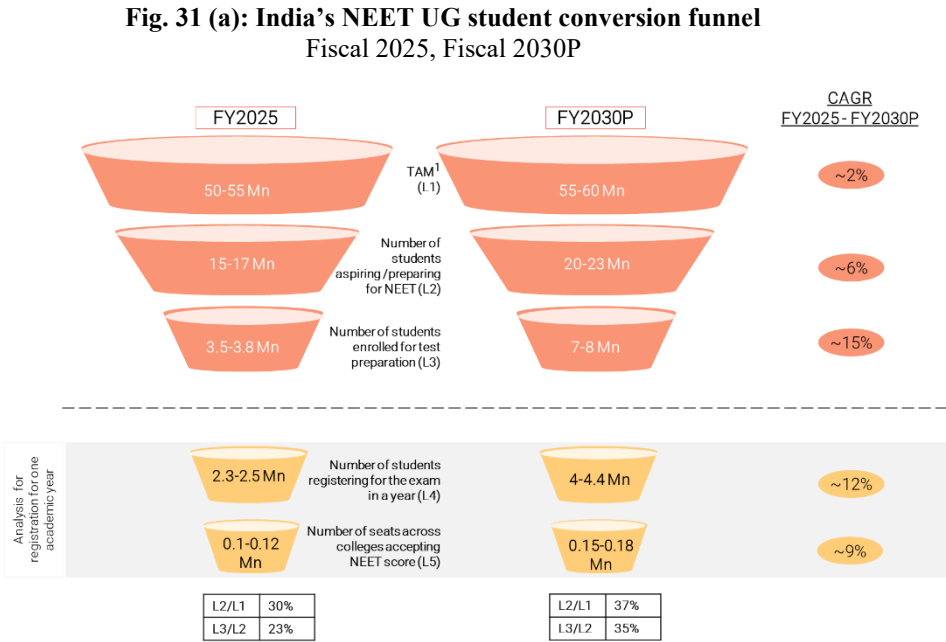 Fig. 31 (a): India's NEET UG student conversion funnel
Fiscal 2025, Fiscal 2030P
CAGR
FY2025 - FY2030P
FY2025
FY2030P
50-55 Mn
TAM¹
(L1)
55-60 Mn
~2%
15-17 Mn
Number of
students
aspiring/preparing
for NEET (L2)
20-23 Mn
~6%
3.5-3.8 Mn
Number of students
enrolled for test
preparation (L3)
7-8 Mn
~15%
Analysis for
registration for one
academic year
2.3-2.5 Mn
Number of students
registering for the exam
in a year (L4)
4-4.4 Mn
~12%
0.1-0.12
Mn
Number of seats across
colleges accepting
NEET score (L5)
0.15-0.18
Mn
~9%
L2/L1 30%
L3/L2 23%
L2/L1 37%
L3/L2 35%